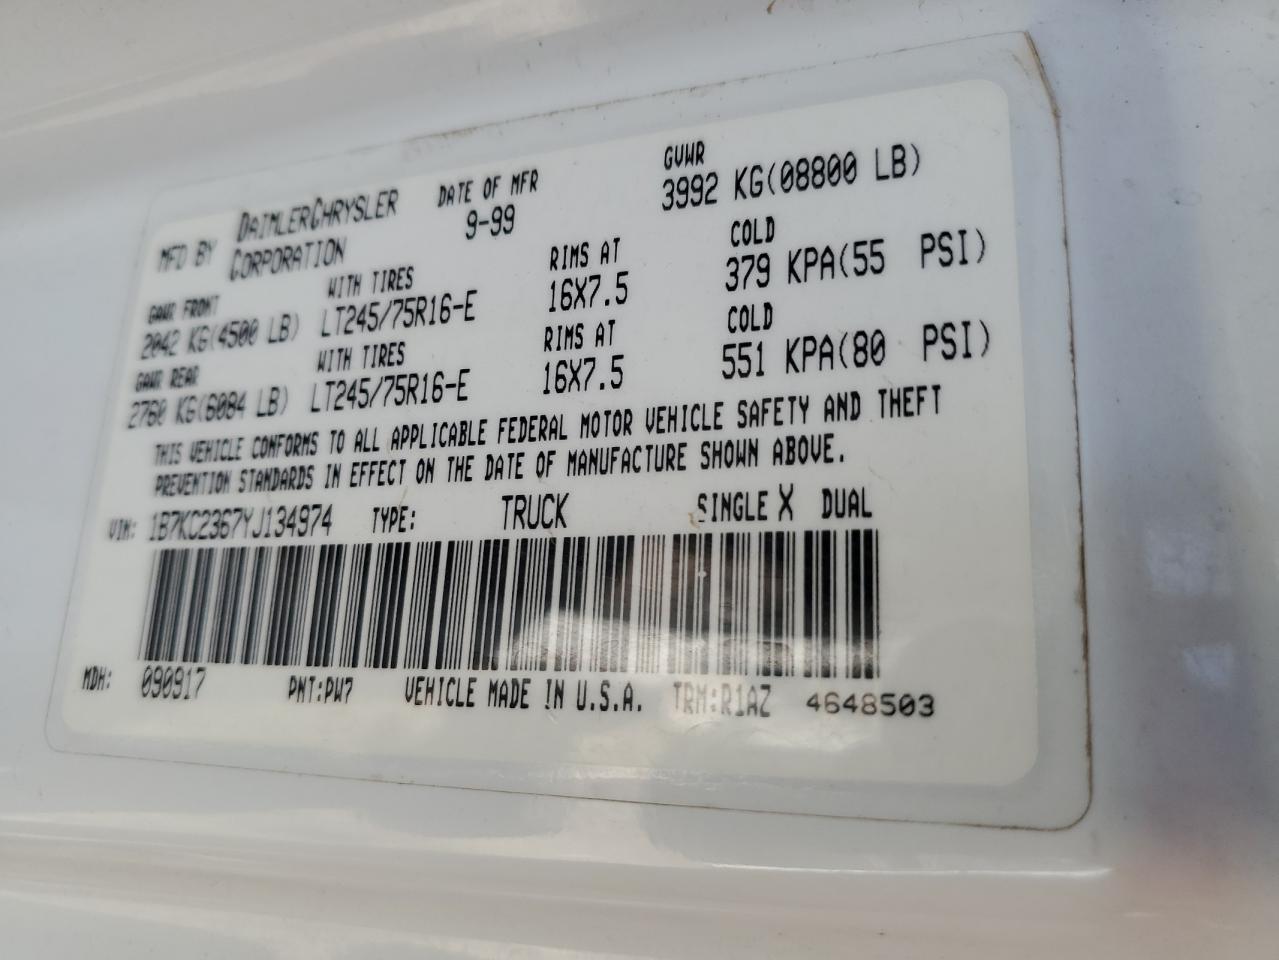 MFD BY DAIMLERCHRYSLER CORPORATION DATE OF MFR 9-99 GVWR 3992 KG(08800 LB)
GAWR FRONT WITH TIRES RIMS AT COLD
2042 KG(4500 LB) LT245/75R16-E 16X7.5 379 KPA(55 PSI)
GAWR REAR WITH TIRES RIMS AT COLD
2760 KG(6084 LB) LT245/75R16-E 16X7.5 551 KPA(80 PSI)
THIS VEHICLE CONFORMS TO ALL APPLICABLE FEDERAL MOTOR VEHICLE SAFETY AND THEFT
PREVENTION STANDARDS IN EFFECT ON THE DATE OF MANUFACTURE SHOWN ABOVE.
VIN: 1B7KC2367YJ134974 TYPE: TRUCK SINGLE X DUAL
MDH: 090917 PNT:PW7 VEHICLE MADE IN U.S.A. TRM:R1AZ 4648503